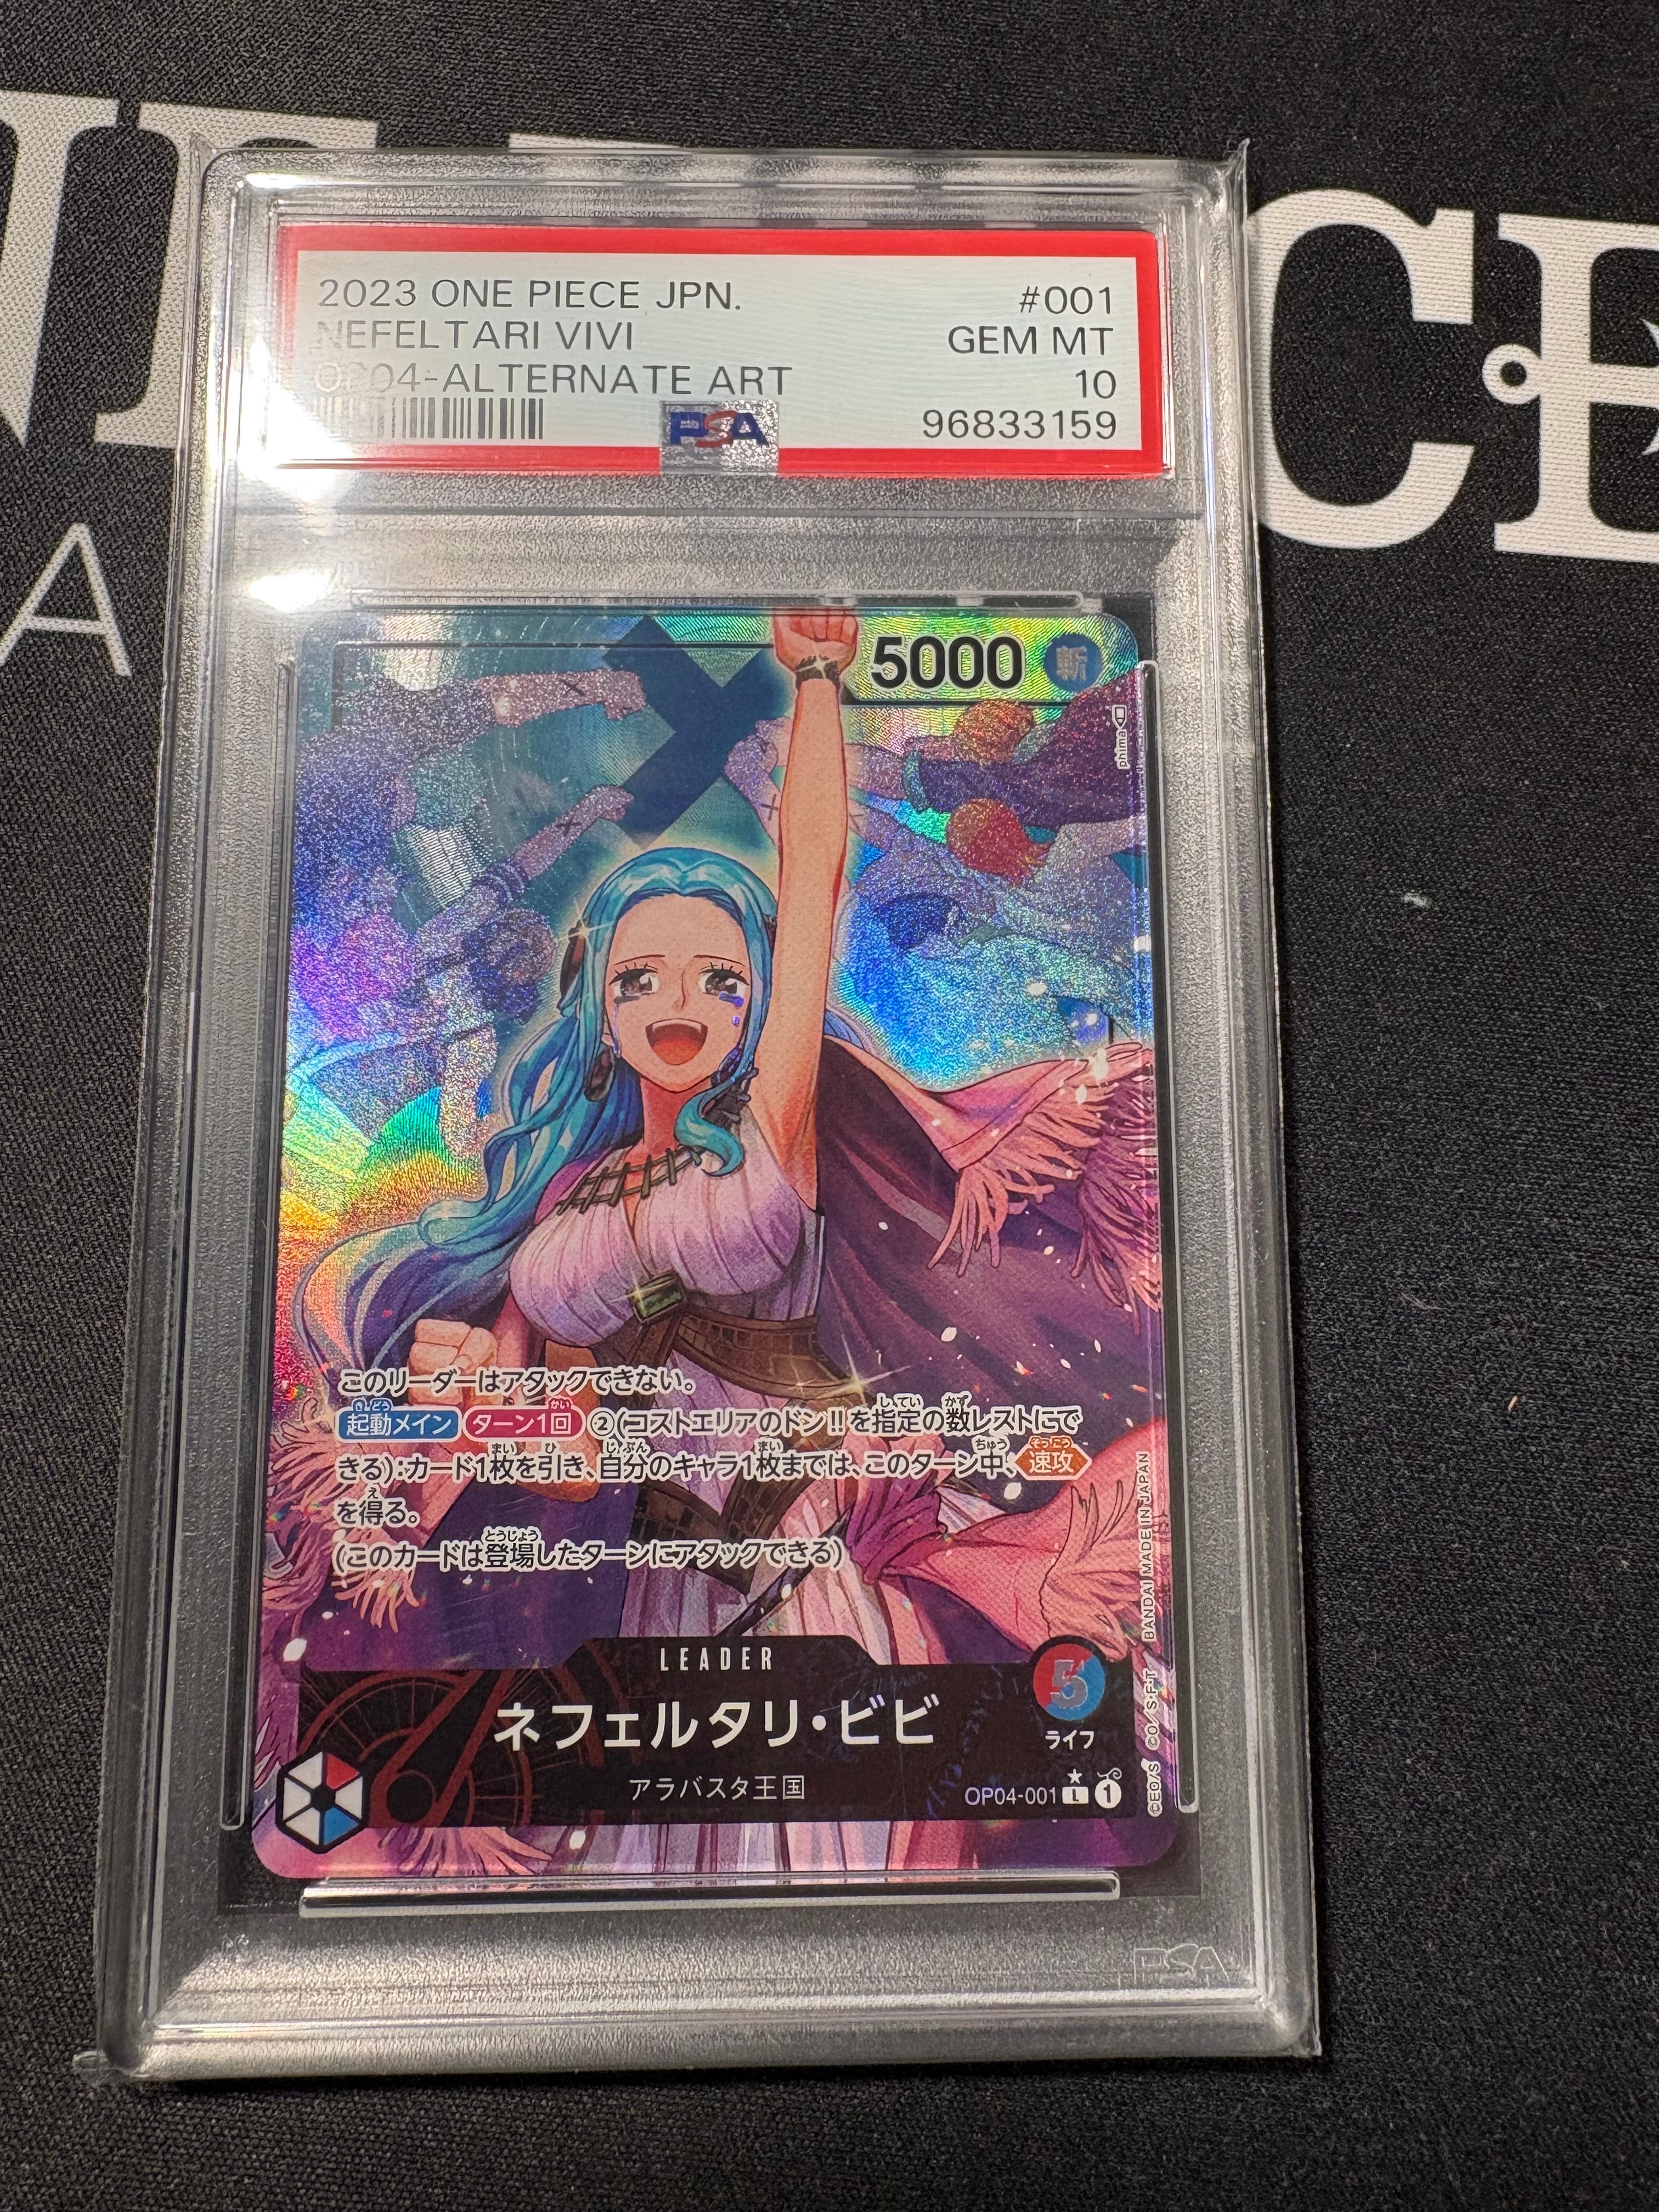 2023 ONE PIECE JPN. #001
NEFELTARI VIVI GEM MT
OP04-ALTERNATE ART 10
PSA 96833159
A
5000 斬
phima
このリーダーはアタックできない。
起動メイン ターン1回 ②(コストエリアのドン!!を指定の数レストにで
きる):カード1枚を引き、自分のキャラ1枚までは、このターン中、速攻
を得る。
(このカードは登場したターンにアタックできる)
LEADER
ネフェルタリ・ビビ
5
ライフ
アラバスタ王国
OP04-001 L 1
©O/S ©O/S・F・T BANDAI MADE IN JAPAN
PSA